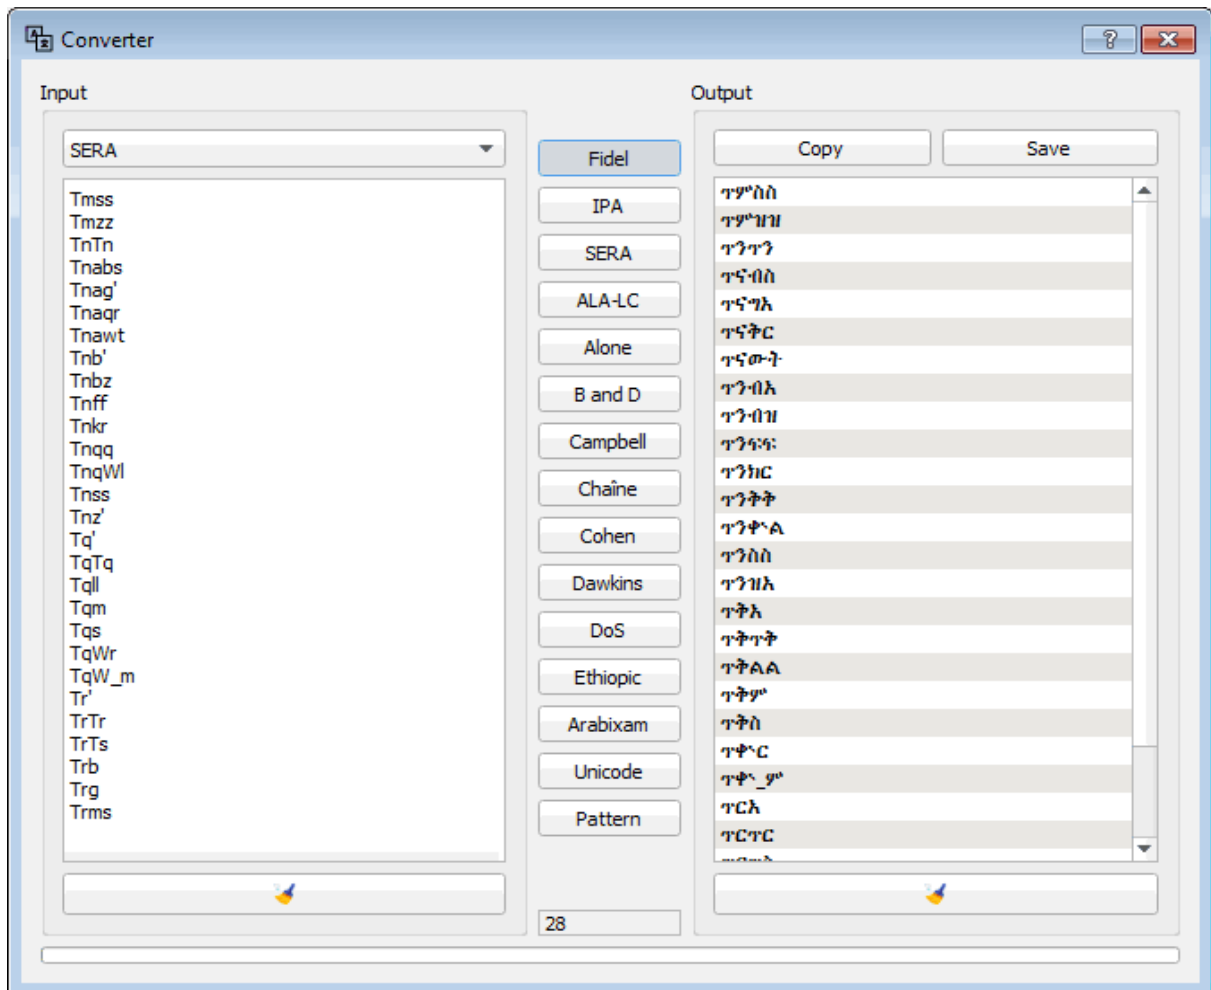 Converter
Input
SERA
Tmss
Tmzz
TnTn
Tnabs
Tnag'
Tnaqr
Tnawt
Tnb'
Tnbz
Tnff
Tnkr
Tnqq
TnqWl
Tnss
Tnz'
Tq'
TqTq
Tqll
Tqm
Tqs
TqWr
TqW_m
Tr'
TrTr
TrTs
Trb
Trg
Trms
Fidel
IPA
SERA
ALA-LC
Alone
B and D
Campbell
Chaîne
Cohen
Dawkins
DoS
Ethiopic
Arabixam
Unicode
Pattern
28
Output
Copy
Save
ጥምስስ
ጥምዝዝ
ጥንጥን
ጥናብስ
ጥናግእ
ጥናቅር
ጥናውት
ጥንብእ
ጥንብዝ
ጥንፍፍ
ጥንክር
ጥንቅቅ
ጥንቍል
ጥንስስ
ጥንዝእ
ጥቅእ
ጥቅጥቅ
ጥቅልል
ጥቅም
ጥቅስ
ጥቍር
ጥቍ_ም
ጥርእ
ጥርጥር